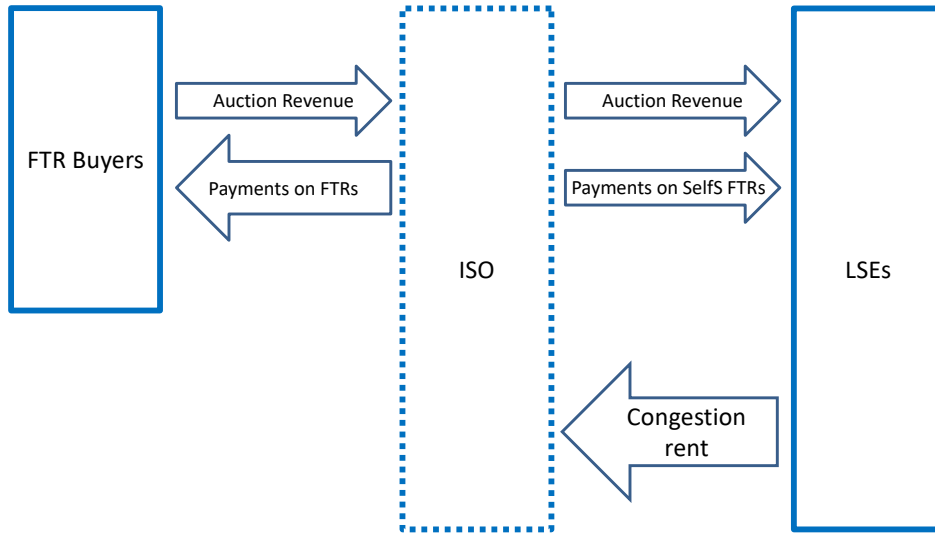 Auction Revenue
Auction Revenue
FTR Buyers
Payments on FTRs
Payments on SelfS FTRs
ISO
LSEs
Congestion
rent